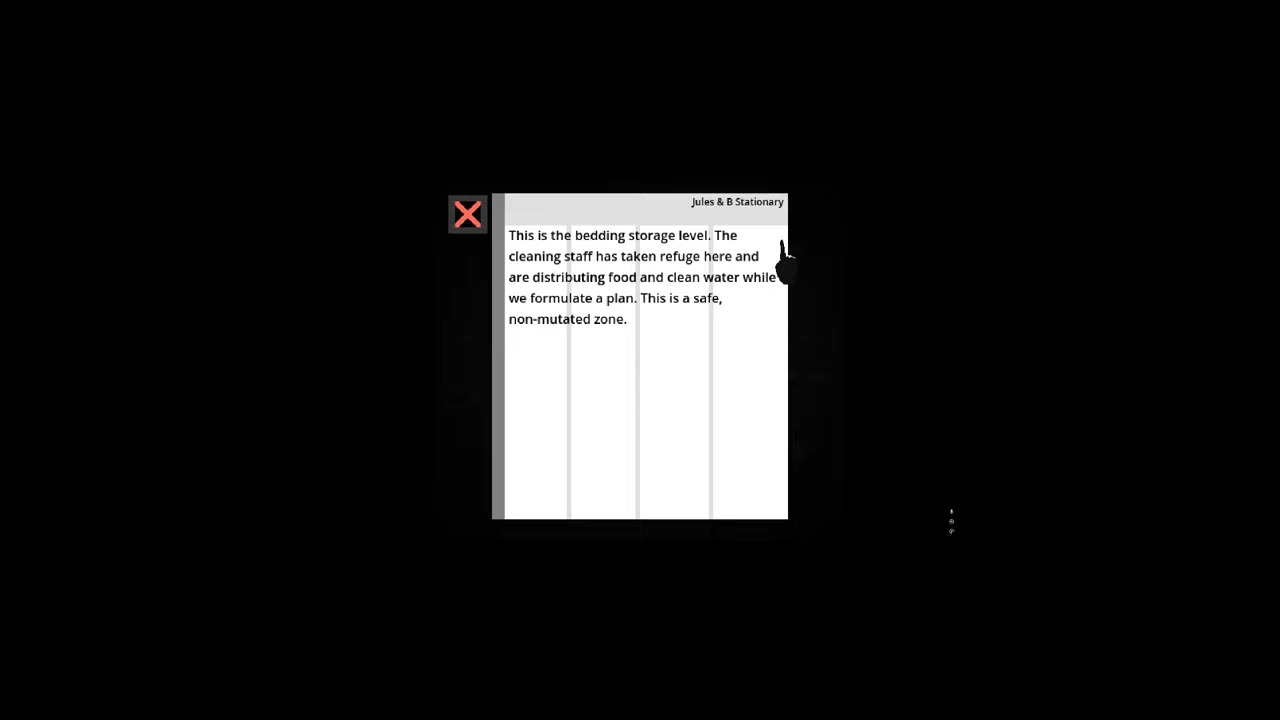 Jules & B Stationary
This is the bedding storage level. The
cleaning staff has taken refuge here and
are distributing food and clean water while
we formulate a plan. This is a safe,
non-mutated zone.